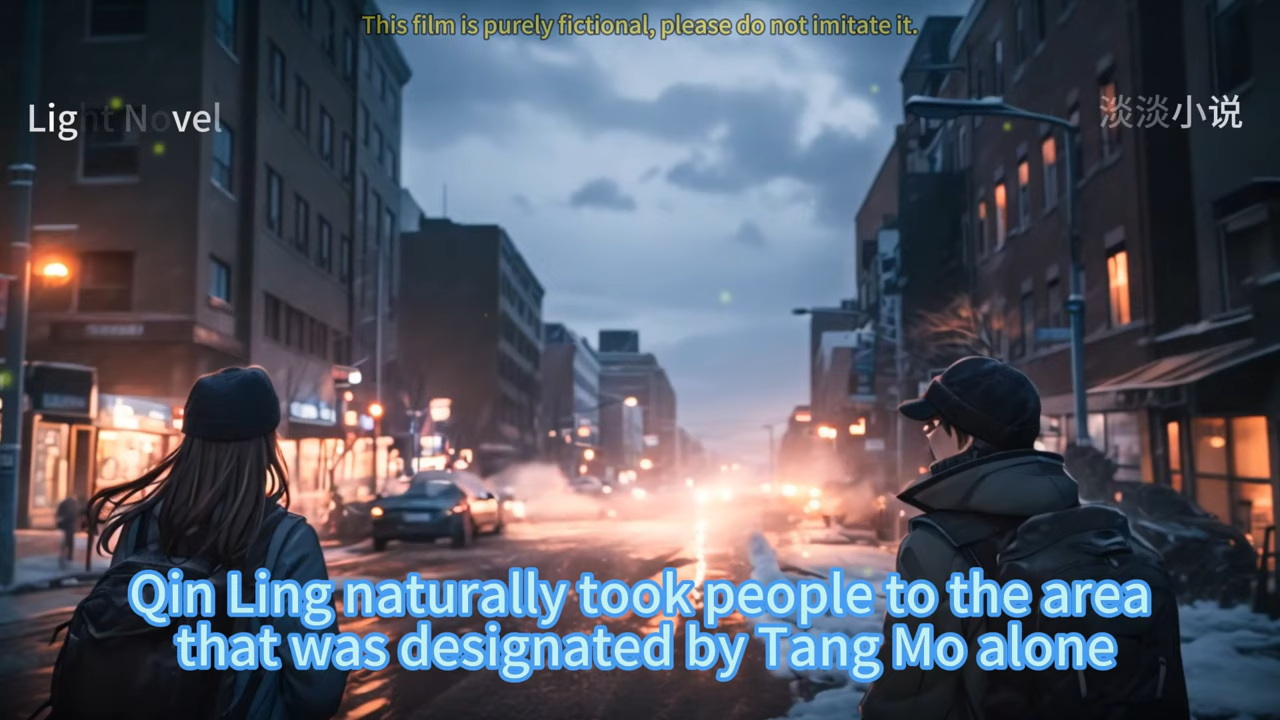 This film is purely fictional, please do not imitate it.
Light Novel
淡淡小说
Qin Ling naturally took people to the area
that was designated by Tang Mo alone